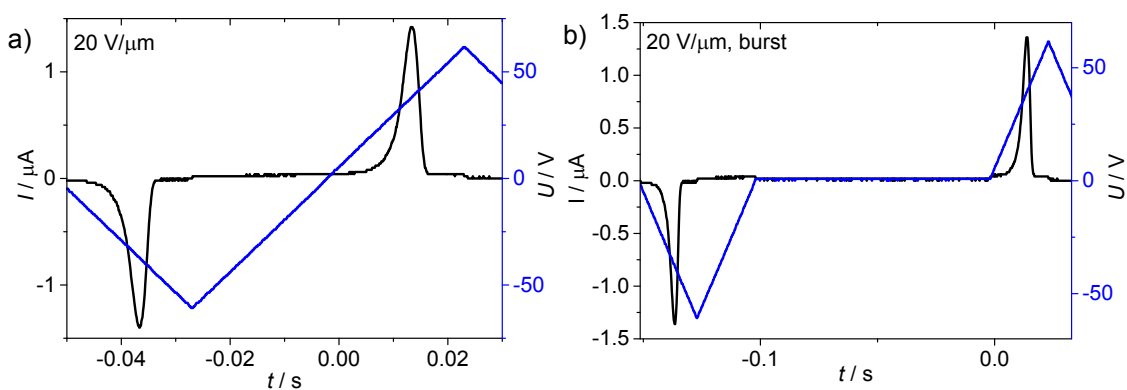 a)
20 V/μm
I / μA
1
0
-1
-0.04
-0.02
0.00
0.02
t / s
50
0
-50
U / V
b)
20 V/μm, burst
I / μA
1.5
1.0
0.5
0.0
-0.5
-1.0
-1.5
-0.1
0.0
t / s
50
0
-50
U / V